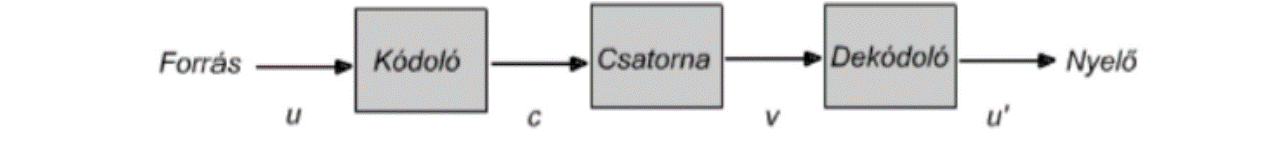 Forrás Kódoló Csatorna Dekódoló Nyelő
u c v u'